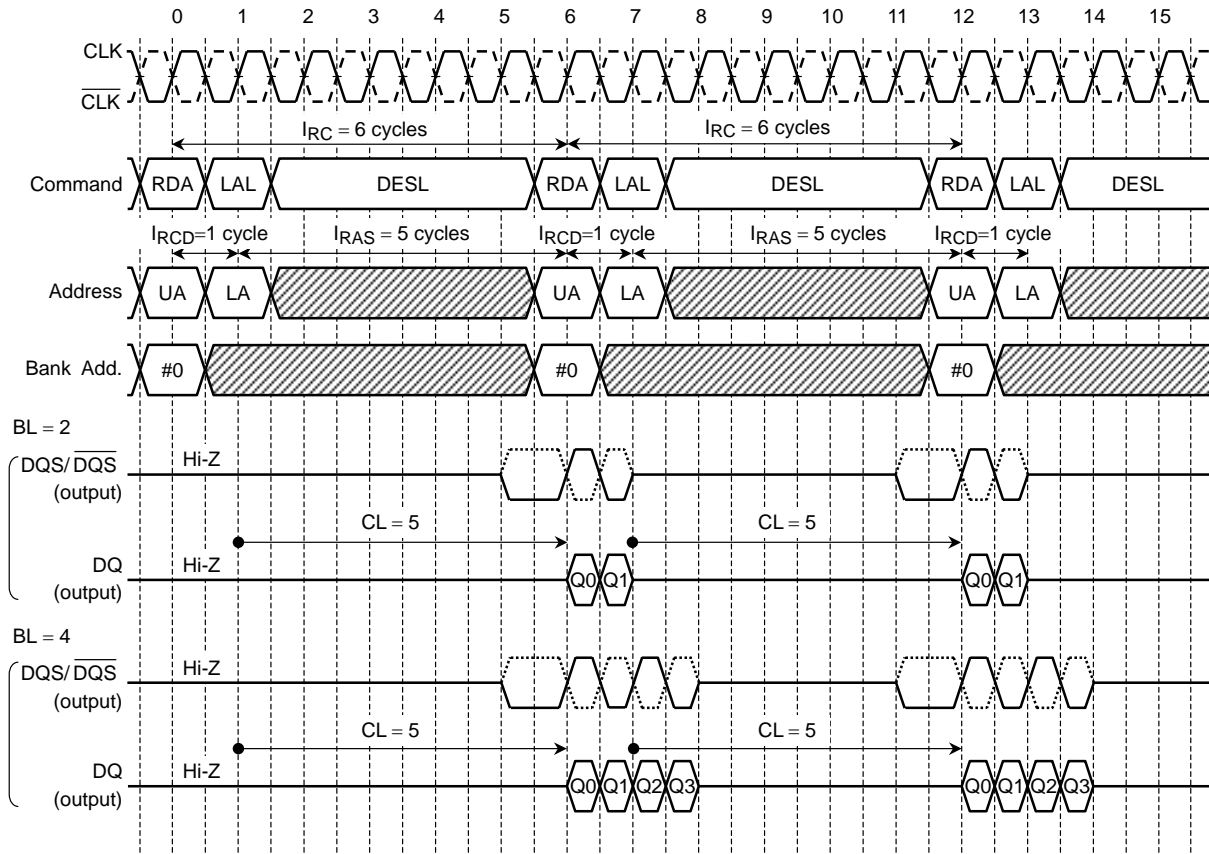 0 1 2 3 4 5 6 7 8 9 10 11 12 13 14 15
CLK
CLK
IRC = 6 cycles IRC = 6 cycles
Command RDA LAL DESL RDA LAL DESL RDA LAL DESL
IRCD=1 cycle IRAS = 5 cycles IRCD=1 cycle IRAS = 5 cycles IRCD=1 cycle
Address UA LA UA LA UA LA
Bank Add. #0 #0 #0
BL = 2
DQS/DQS Hi-Z
(output)
CL = 5 CL = 5
DQ Hi-Z Q0 Q1 Q0 Q1
(output)
BL = 4
DQS/DQS Hi-Z
(output)
CL = 5 CL = 5
DQ Hi-Z Q0 Q1 Q2 Q3 Q0 Q1 Q2 Q3
(output)